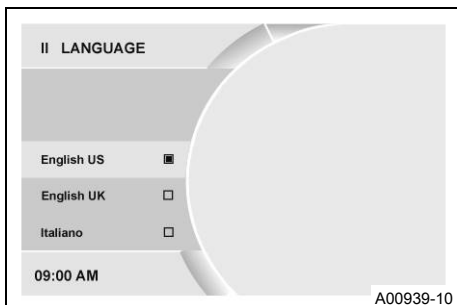 II LANGUAGE
English US
English UK
Italiano
09:00 AM
A00939-10